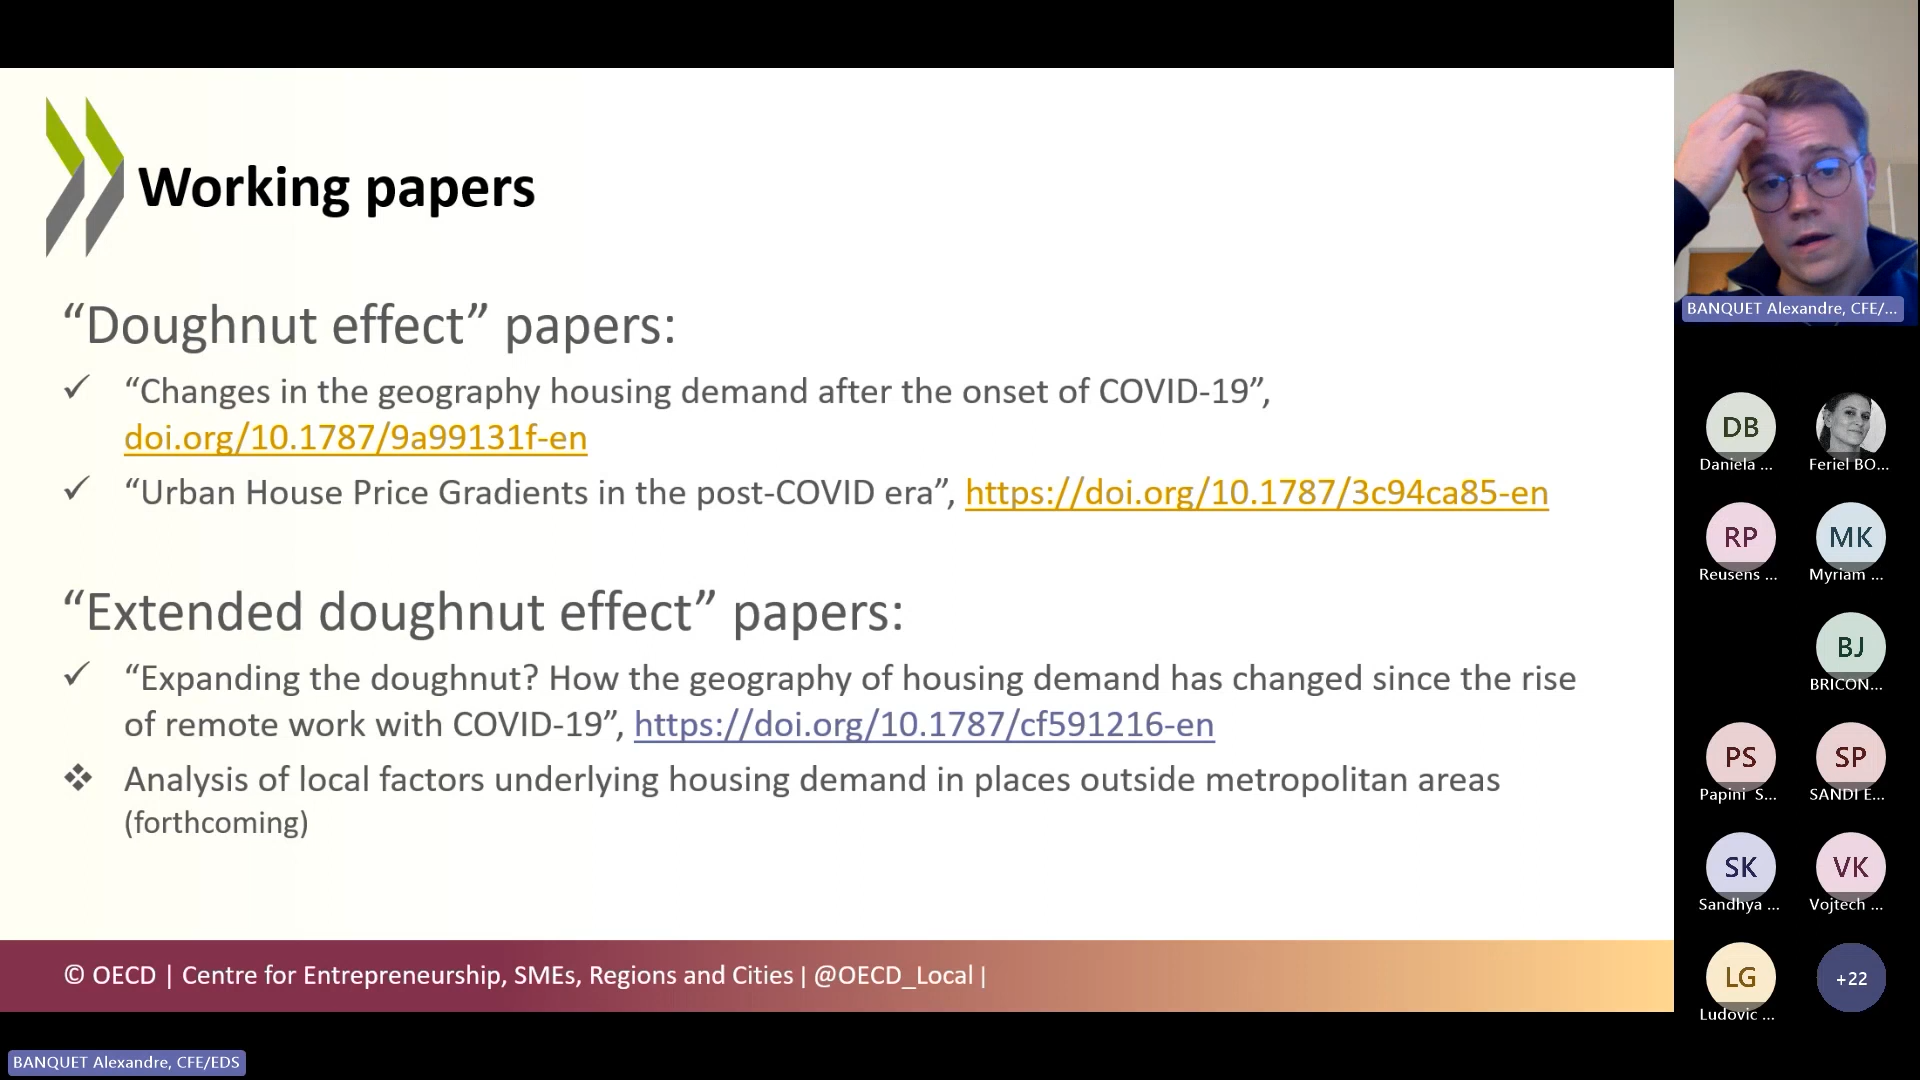 Working papers
“Doughnut effect” papers:
✓ “Changes in the geography housing demand after the onset of COVID-19”,
doi.org/10.1787/9a99131f-en
✓ “Urban House Price Gradients in the post-COVID era”, https://doi.org/10.1787/3c94ca85-en
“Extended doughnut effect” papers:
✓ “Expanding the doughnut? How the geography of housing demand has changed since the rise
of remote work with COVID-19”, https://doi.org/10.1787/cf591216-en
❖ Analysis of local factors underlying housing demand in places outside metropolitan areas
(forthcoming)
© OECD | Centre for Entrepreneurship, SMEs, Regions and Cities | @OECD_Local |
BANQUET Alexandre, CFE/EDS
BANQUET Alexandre, CFE/...
DB
Daniela ...
Feriel BO...
RP
Reusens ...
MK
Myriam ...
BJ
BRICON...
PS
Papini S...
SP
SANDI E...
SK
Sandhya ...
VK
Vojtech ...
LG
Ludovic ...
+22